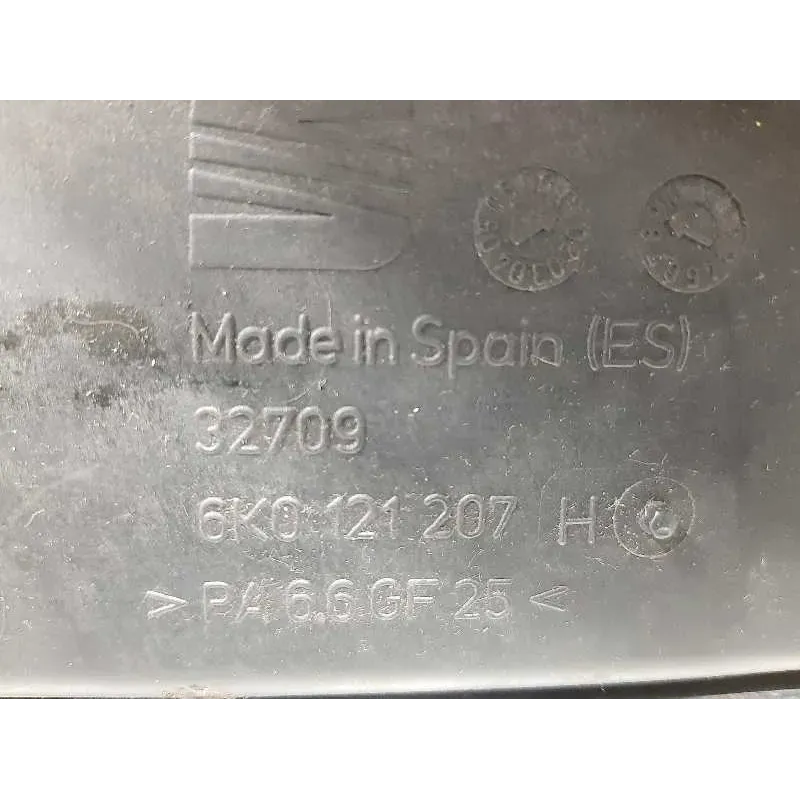 Made in Spain (ES)
32709
6K0 121 207 H
> PA 6.6 GF 25 <